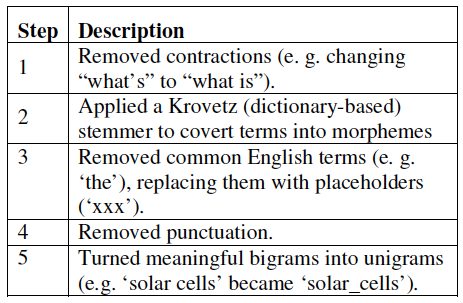 Step Description
1 Removed contractions (e. g. changing
“what’s” to “what is”).
2 Applied a Krovetz (dictionary-based)
stemmer to covert terms into morphemes
3 Removed common English terms (e. g.
‘the’), replacing them with placeholders
(‘xxx’).
4 Removed punctuation.
5 Turned meaningful bigrams into unigrams
(e.g. ‘solar cells’ became ‘solar_cells’).